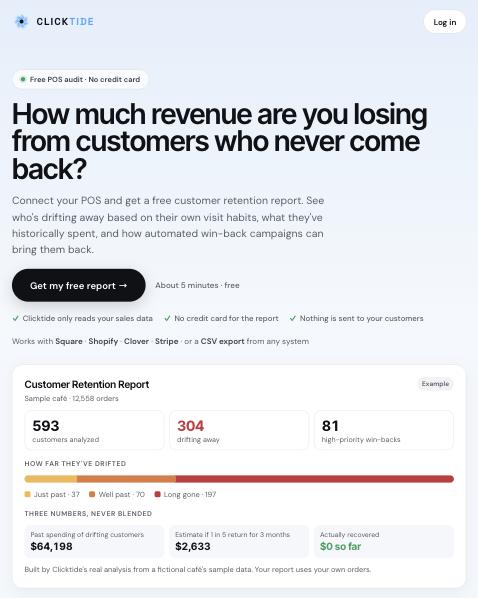 CLICKTIDE
Log in
Free POS audit · No credit card
How much revenue are you losing
from customers who never come
back?
Connect your POS and get a free customer retention report. See
who's drifting away based on their own visit habits, what they've
historically spent, and how automated win-back campaigns can
bring them back.
Get my free report →
About 5 minutes · free
✓ Clicktide only reads your sales data ✓ No credit card for the report ✓ Nothing is sent to your customers
Works with Square · Shopify · Clover · Stripe · or a CSV export from any system
Customer Retention Report
Example
Sample café · 12,558 orders
593 304 81
customers analyzed drifting away high-priority win-backs
HOW FAR THEY'VE DRIFTED
Just past · 37 Well past · 70 Long gone · 197
THREE NUMBERS, NEVER BLENDED
Past spending of drifting customers Estimate if 1 in 5 return for 3 months Actually recovered
$64,198 $2,633 $0 so far
Built by Clicktide's real analysis from a fictional café's sample data. Your report uses your own orders.